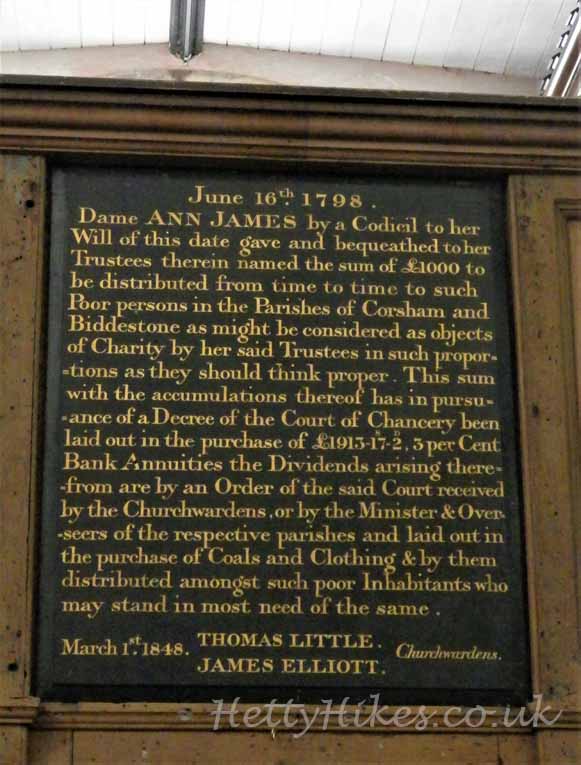 June 16th. 1798.
Dame ANN JAMES by a Codicil to her
Will of this date gave and bequeathed to her
Trustees therein named the sum of £1000 to
be distributed from time to time to such
Poor persons in the Parishes of Corsham and
Biddestone as might be considered as objects
of Charity by her said Trustees in such propor-
-tions as they should think proper. This sum
with the accumulations thereof has in pursu-
-ance of a Decree of the Court of Chancery been
laid out in the purchase of £1913-17s-2D, 3 per Cent
Bank Annuities the Dividends arising there-
-from are by an Order of the said Court received
by the Churchwardens, or by the Minister & Over-
-seers of the respective parishes and laid out in
the purchase of Coals and Clothing & by them
distributed amongst such poor Inhabitants who
may stand in most need of the same.
March 1st. 1848. THOMAS LITTLE.
JAMES ELLIOTT. Churchwardens.
HettyHikes.co.uk